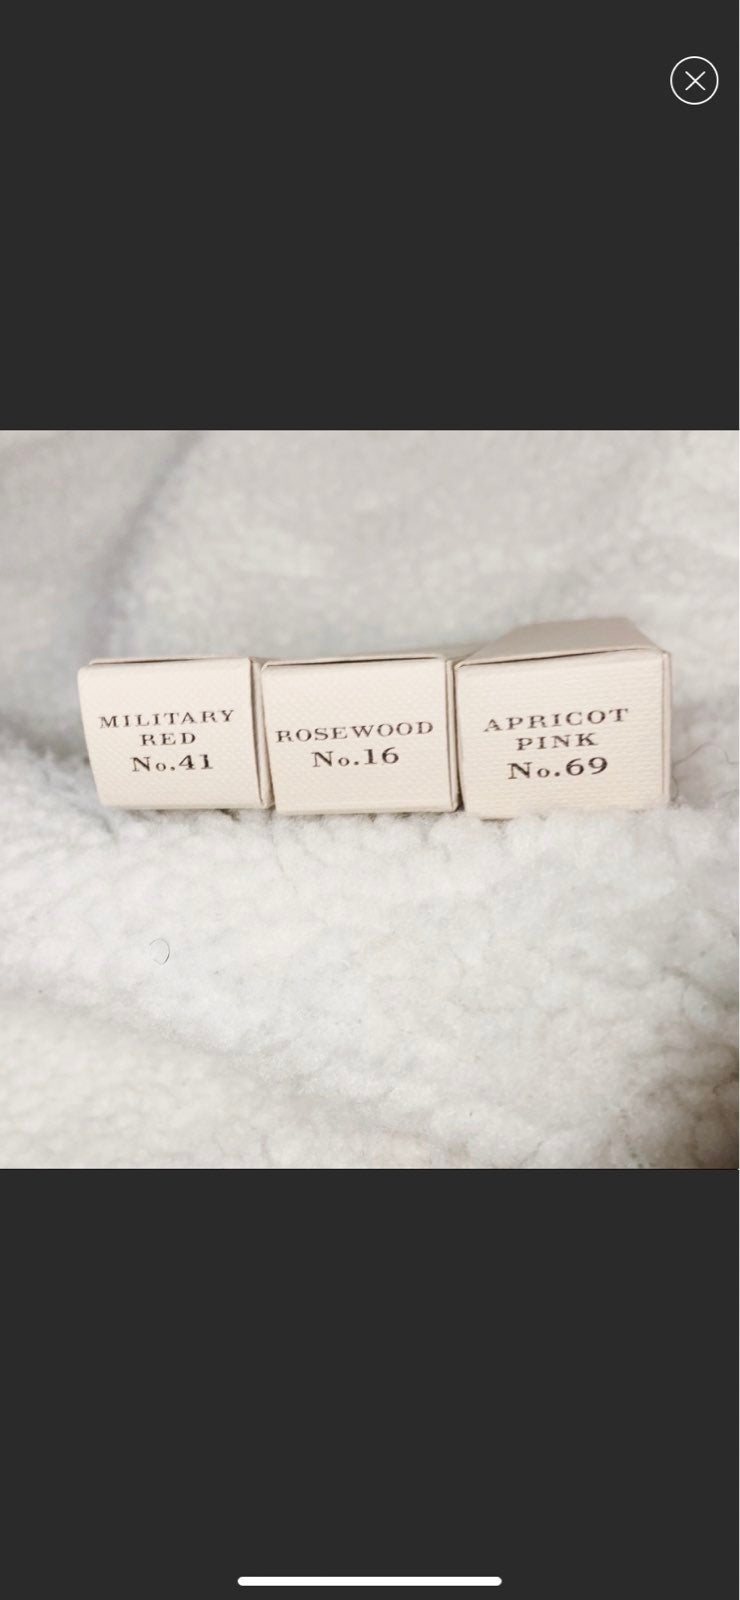 MILITARY
RED
No.41
ROSEWOOD
No.16
APRICOT
PINK
No.69